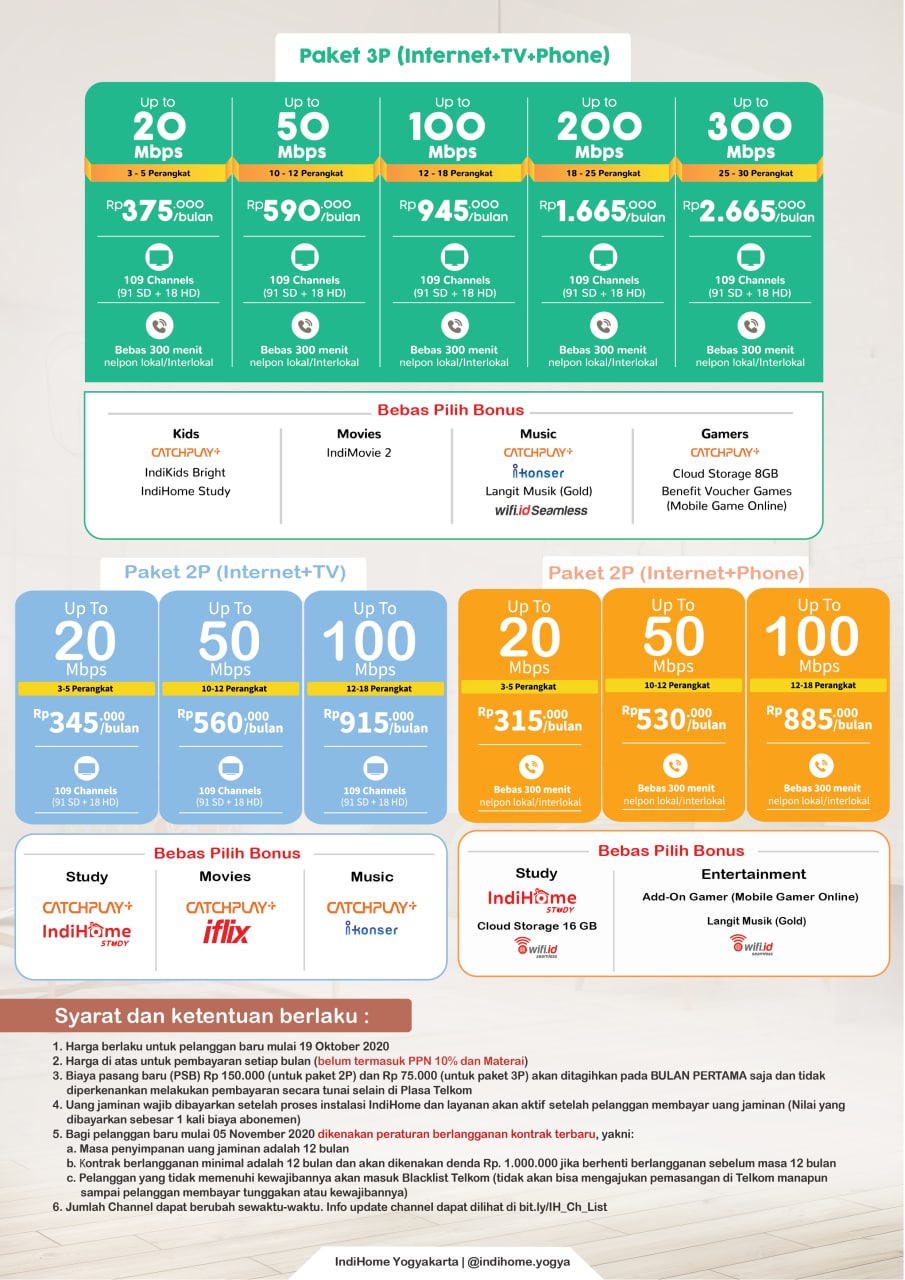 Paket 3P (Internet+TV+Phone)
Up to
20
Mbps
3 - 5 Perangkat
Rp375.000/bulan
109 Channels
(91 SD + 18 HD)
Bebas 300 menit
nelpon lokal/Interlokal
Up to
50
Mbps
10 - 12 Perangkat
Rp590.000/bulan
109 Channels
(91 SD + 18 HD)
Bebas 300 menit
nelpon lokal/Interlokal
Up to
100
Mbps
12 - 18 Perangkat
Rp945.000/bulan
109 Channels
(91 SD + 18 HD)
Bebas 300 menit
nelpon lokal/Interlokal
Up to
200
Mbps
18 - 25 Perangkat
Rp1.665.000/bulan
109 Channels
(91 SD + 18 HD)
Bebas 300 menit
nelpon lokal/Interlokal
Up to
300
Mbps
25 - 30 Perangkat
Rp2.665.000/bulan
109 Channels
(91 SD + 18 HD)
Bebas 300 menit
nelpon lokal/Interlokal
Bebas Pilih Bonus
Kids
CATCHPLAY+
IndiKids Bright
IndiHome Study
Movies
IndiMovie 2
Music
CATCHPLAY+
i-konser
Langit Musik (Gold)
wifi.id Seamless
Gamers
CATCHPLAY+
Cloud Storage 8GB
Benefit Voucher Games
(Mobile Game Online)
Paket 2P (Internet+TV)
Up To
20
Mbps
3-5 Perangkat
Rp345.000/bulan
109 Channels
(91 SD + 18 HD)
Up To
50
Mbps
10-12 Perangkat
Rp560.000/bulan
109 Channels
(91 SD + 18 HD)
Up To
100
Mbps
12-18 Perangkat
Rp915.000/bulan
109 Channels
(91 SD + 18 HD)
Bebas Pilih Bonus
Study
CATCHPLAY+
IndiHome
STUDY
Movies
CATCHPLAY+
iflix
Music
CATCHPLAY+
i-konser
Paket 2P (Internet+Phone)
Up To
20
Mbps
3-5 Perangkat
Rp315.000/bulan
Bebas 300 menit
nelpon lokal/interlokal
Up To
50
Mbps
10-12 Perangkat
Rp530.000/bulan
Bebas 300 menit
nelpon lokal/interlokal
Up To
100
Mbps
12-18 Perangkat
Rp885.000/bulan
Bebas 300 menit
nelpon lokal/interlokal
Bebas Pilih Bonus
Study
IndiHome
STUDY
Cloud Storage 16 GB
wifi.id
seamless
Entertainment
Add-On Gamer (Mobile Gamer Online)
Langit Musik (Gold)
wifi.id
seamless
Syarat dan ketentuan berlaku :
1. Harga berlaku untuk pelanggan baru mulai 19 Oktober 2020
2. Harga di atas untuk pembayaran setiap bulan (belum termasuk PPN 10% dan Materai)
3. Biaya pasang baru (PSB) Rp 150.000 (untuk paket 2P) dan Rp 75.000 (untuk paket 3P) akan ditagihkan pada BULAN PERTAMA saja dan tidak
diperkenankan melakukan pembayaran secara tunai selain di Plasa Telkom
4. Uang jaminan wajib dibayarkan setelah proses instalasi IndiHome dan layanan akan aktif setelah pelanggan membayar uang jaminan (Nilai yang
dibayarkan sebesar 1 kali biaya abonemen)
5. Bagi pelanggan baru mulai 05 November 2020 dikenakan peraturan berlangganan kontrak terbaru, yakni:
a. Masa penyimpanan uang jaminan adalah 12 bulan
b. Kontrak berlangganan minimal adalah 12 bulan dan akan dikenakan denda Rp. 1.000.000 jika berhenti berlangganan sebelum masa 12 bulan
c. Pelanggan yang tidak memenuhi kewajibannya akan masuk Blacklist Telkom (tidak akan bisa mengajukan pemasangan di Telkom manapun
sampai pelanggan membayar tunggakan atau kewajibannya)
6. Jumlah Channel dapat berubah sewaktu-waktu. Info update channel dapat dilihat di bit.ly/IH_Ch_List
IndiHome Yogyakarta | @indihome.yogya